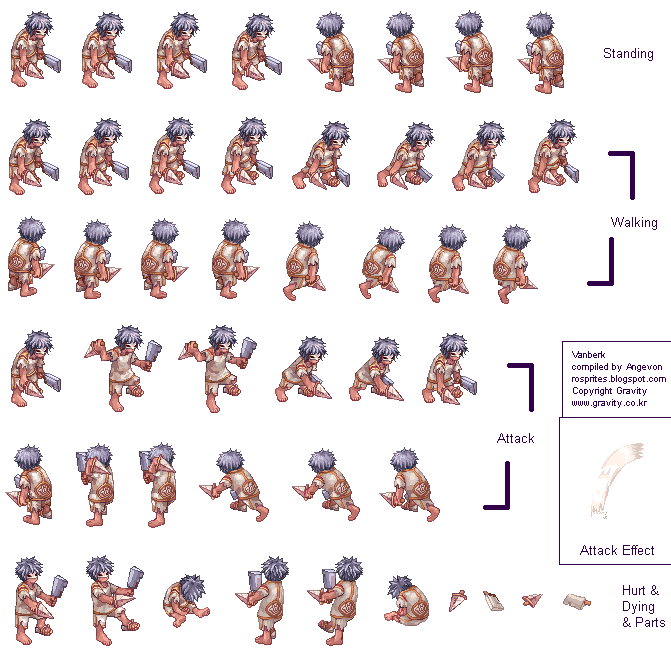 Standing
Walking
Vanberk
compiled by Angevon
rosprites.blogspot.com
Copyright Gravity
www.gravity.co.kr
Attack
Attack Effect
Hurt &
Dying
& Parts